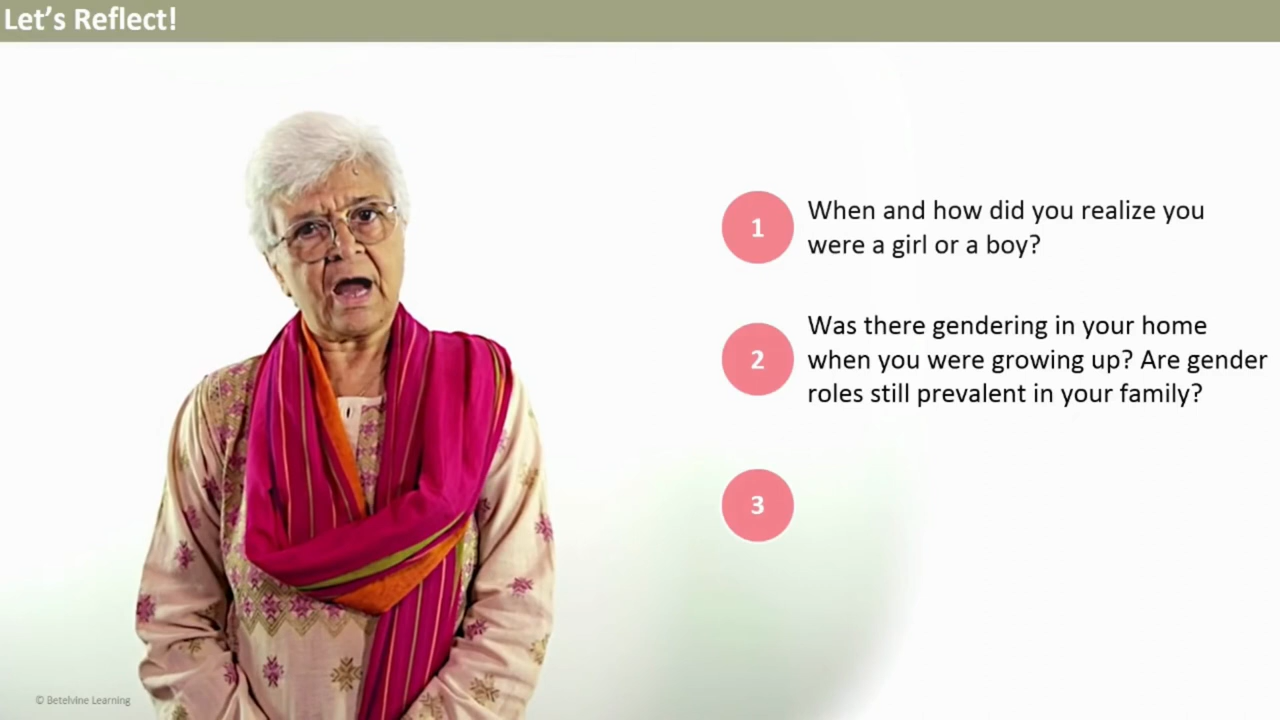 Let's Reflect!
1
When and how did you realize you
were a girl or a boy?
2
Was there gendering in your home
when you were growing up? Are gender
roles still prevalent in your family?
3
© Betelvine Learning